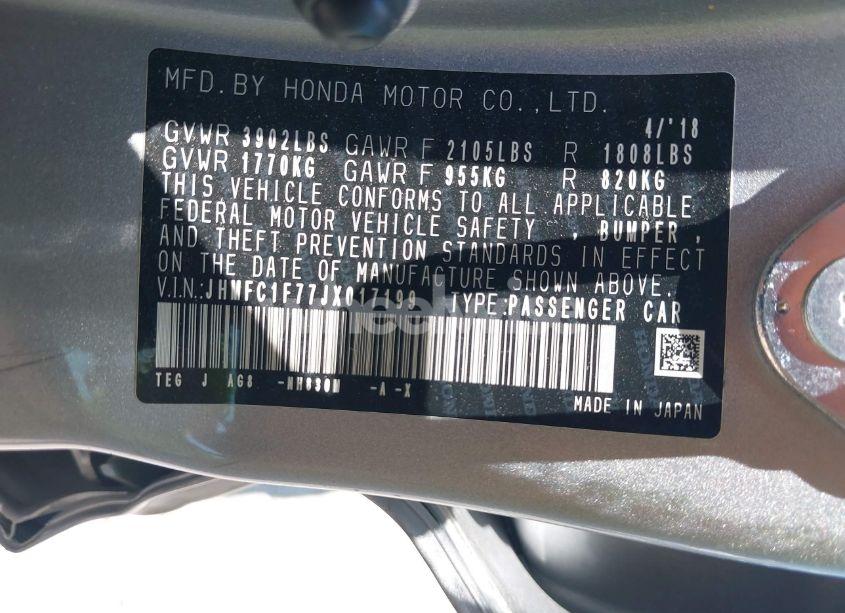 MFD. BY HONDA MOTOR CO., LTD.
4/'18
GVWR 3902LBS GAWR F 2105LBS R 1808LBS
GVWR 1770KG GAWR F 955KG R 820KG
THIS VEHICLE CONFORMS TO ALL APPLICABLE
FEDERAL MOTOR VEHICLE SAFETY , BUMPER ,
AND THEFT PREVENTION STANDARDS IN EFFECT
ON THE DATE OF MANUFACTURE SHOWN ABOVE.
V.I.N:JHMFC1F77JX017199 TYPE:PASSENGER CAR
TEG J AG8 -NH830M -A -X
MADE IN JAPAN